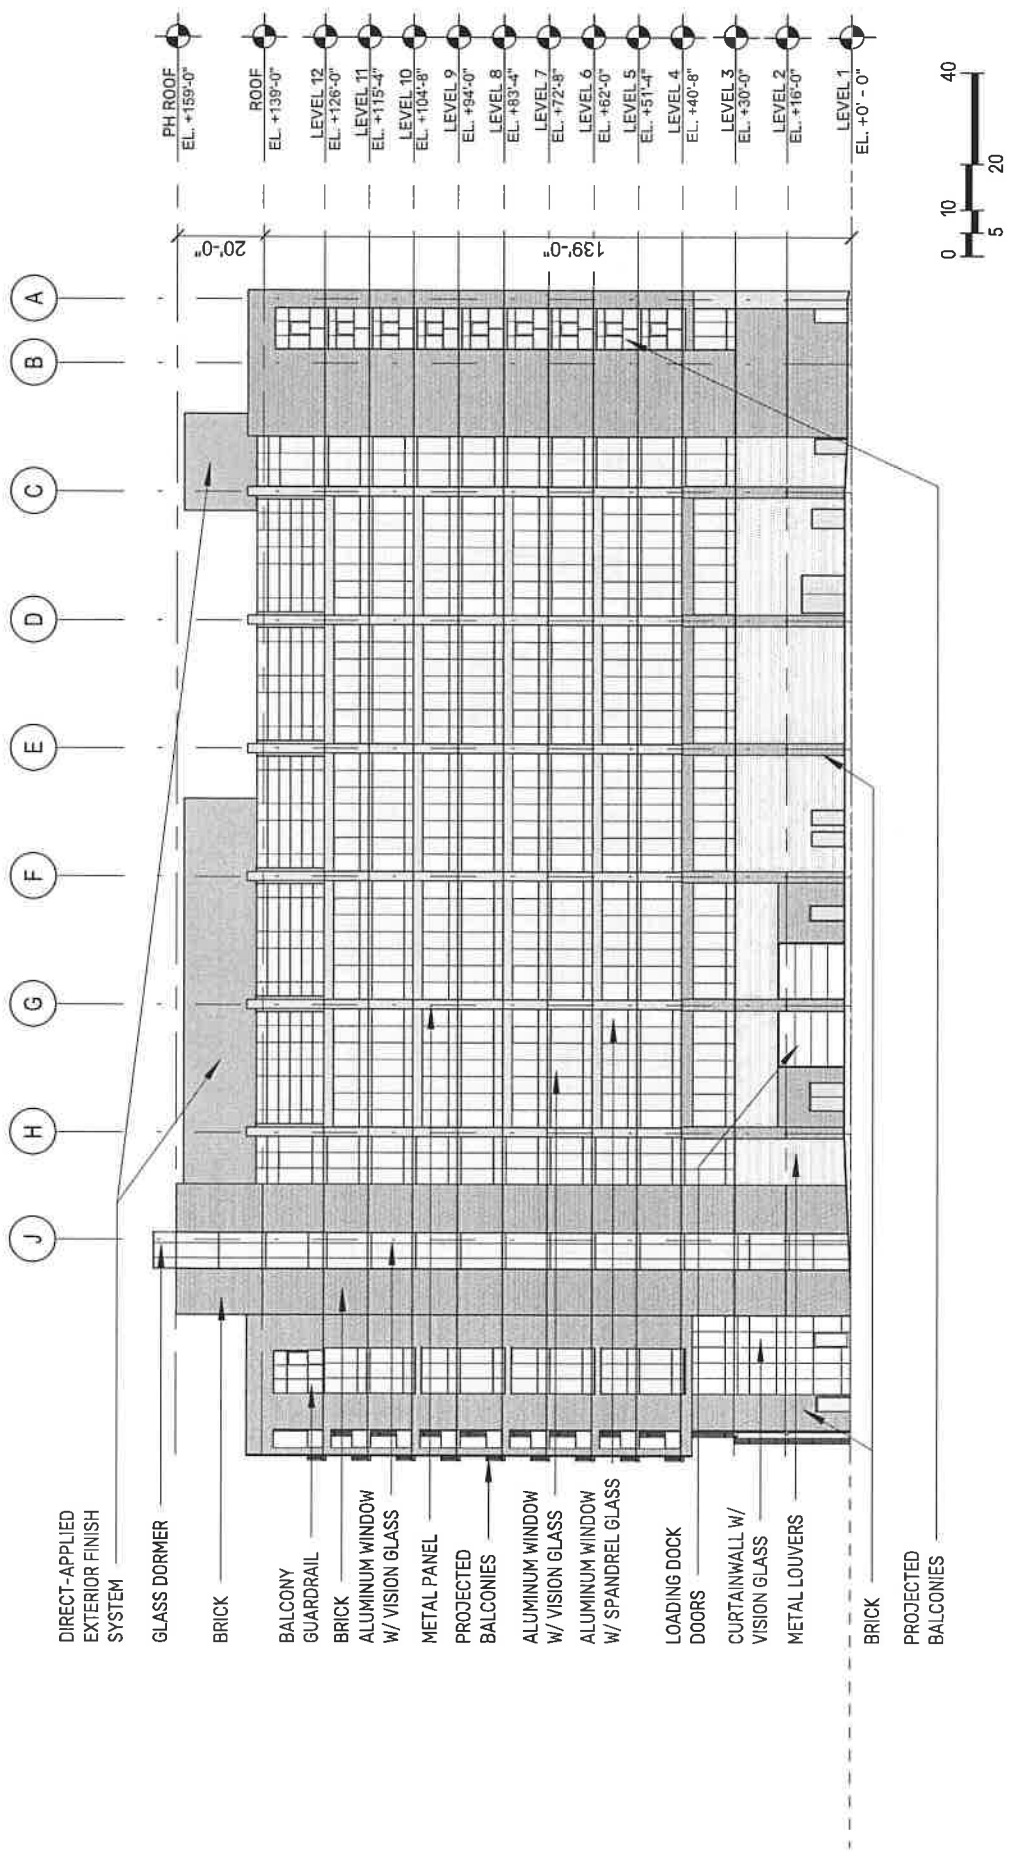 PH ROOF
EL. +159'-0"
ROOF
EL. +139'-0"
LEVEL 12
EL. +126'-0"
LEVEL 11
EL. +115'-4"
LEVEL 10
EL. +104'-8"
LEVEL 9
EL. +94'-0"
LEVEL 8
EL. +83'-4"
LEVEL 7
EL. +72'-8"
LEVEL 6
EL. +62'-0"
LEVEL 5
EL. +51'-4"
LEVEL 4
EL. +40'-8"
LEVEL 3
EL. +30'-0"
LEVEL 2
EL. +16'-0"
LEVEL 1
EL. +0' - 0"
20'-0"
139'-0"
0
5
10
20
40
J
H
G
F
E
D
C
B
A
DIRECT-APPLIED
EXTERIOR FINISH
SYSTEM
GLASS DORMER
BRICK
BALCONY
GUARDRAIL
BRICK
ALUMINUM WINDOW
W/ VISION GLASS
METAL PANEL
PROJECTED
BALCONIES
ALUMINUM WINDOW
W/ VISION GLASS
ALUMINUM WINDOW
W/ SPANDREL GLASS
LOADING DOCK
DOORS
CURTAINWALL W/
VISION GLASS
METAL LOUVERS
BRICK
PROJECTED
BALCONIES